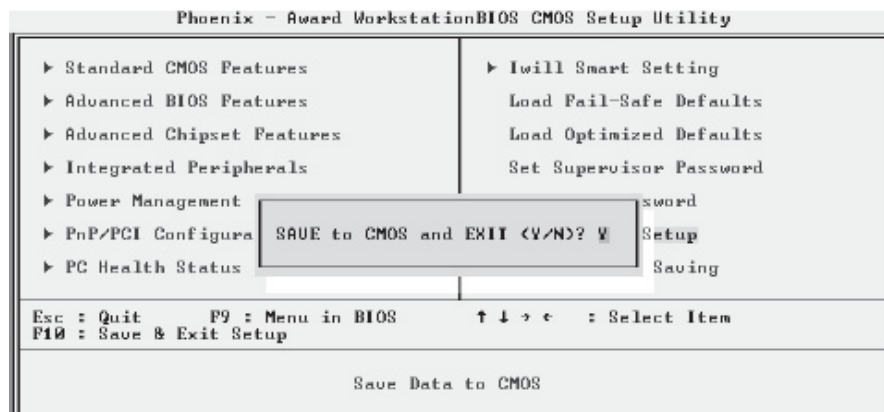 Phoenix - Award WorkstationBIOS CMOS Setup Utility
▶ Standard CMOS Features
▶ Advanced BIOS Features
▶ Advanced Chipset Features
▶ Integrated Peripherals
▶ Power Management
▶ PnP/PCI Configura
▶ PC Health Status
▶ Iwill Smart Setting
Load Fail-Safe Defaults
Load Optimized Defaults
Set Supervisor Password
sword
Setup
Saving
SAVE to CMOS and EXIT (Y/N)? Y
Esc : Quit F9 : Menu in BIOS ↑ ↓ → ← : Select Item
F10 : Save & Exit Setup
Save Data to CMOS